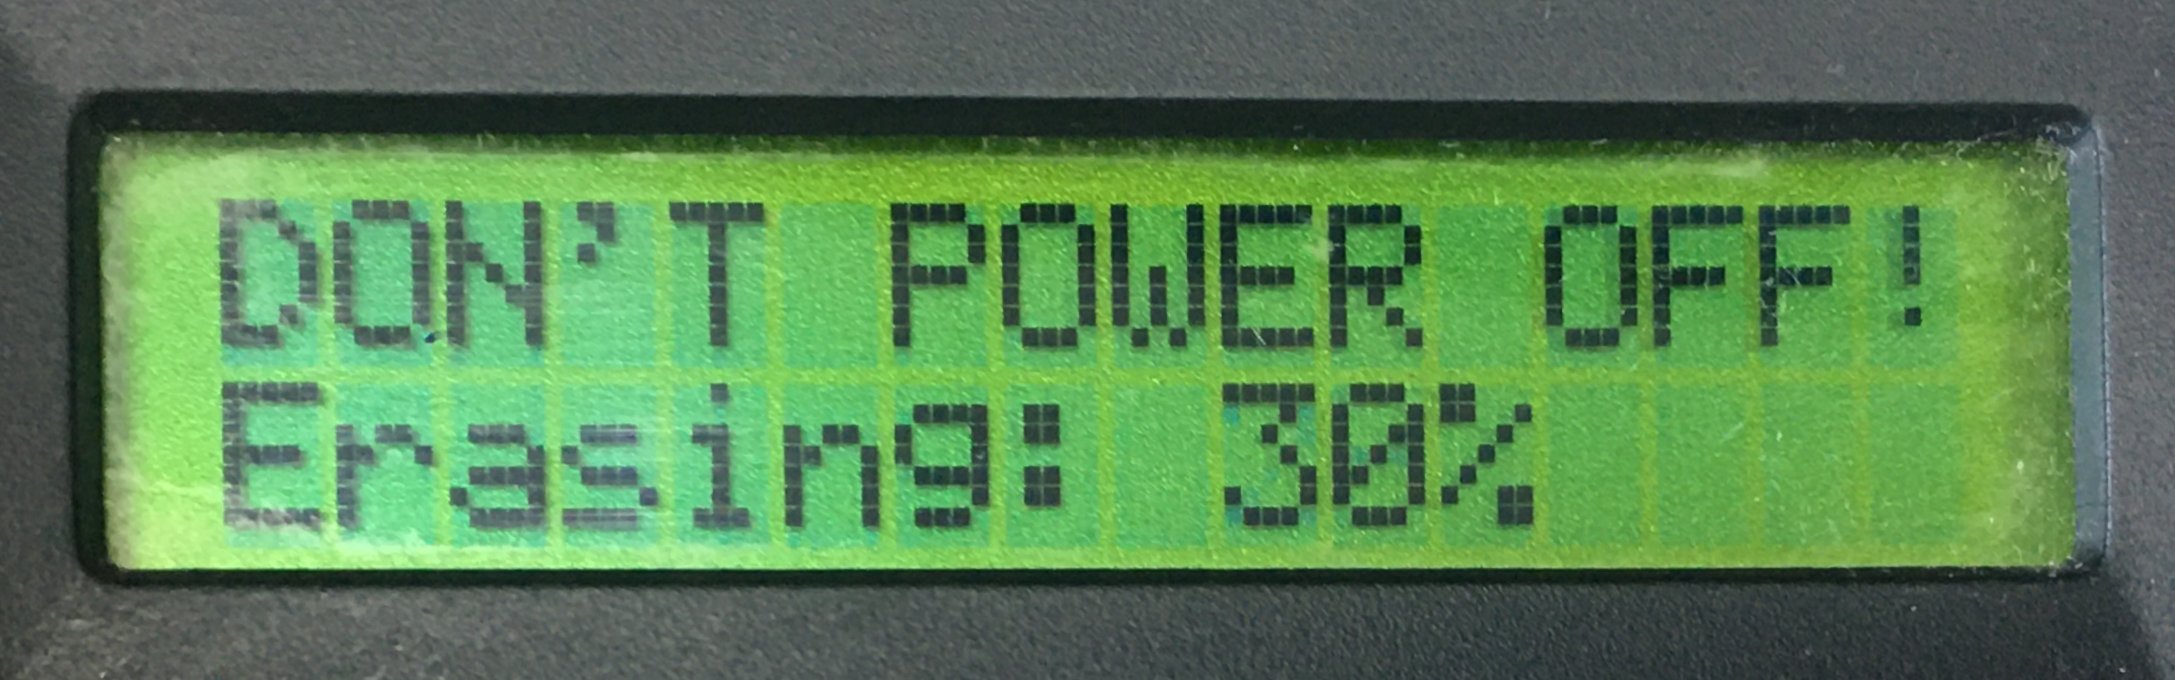 DON'T POWER OFF!
Erasing: 30%